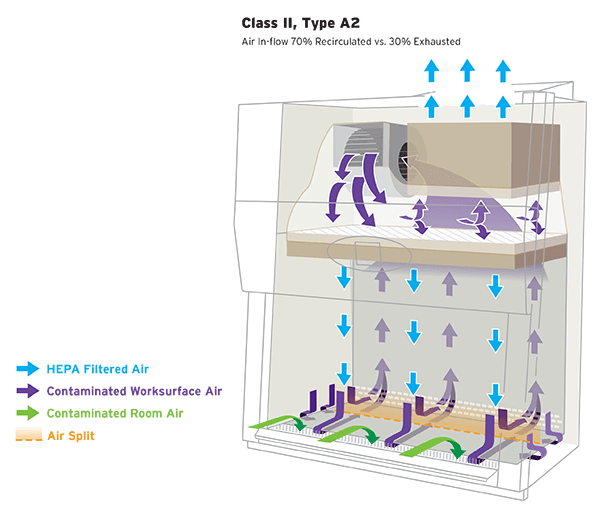 Class II, Type A2
Air In-flow 70% Recirculated vs. 30% Exhausted
HEPA Filtered Air
Contaminated Worksurface Air
Contaminated Room Air
Air Split